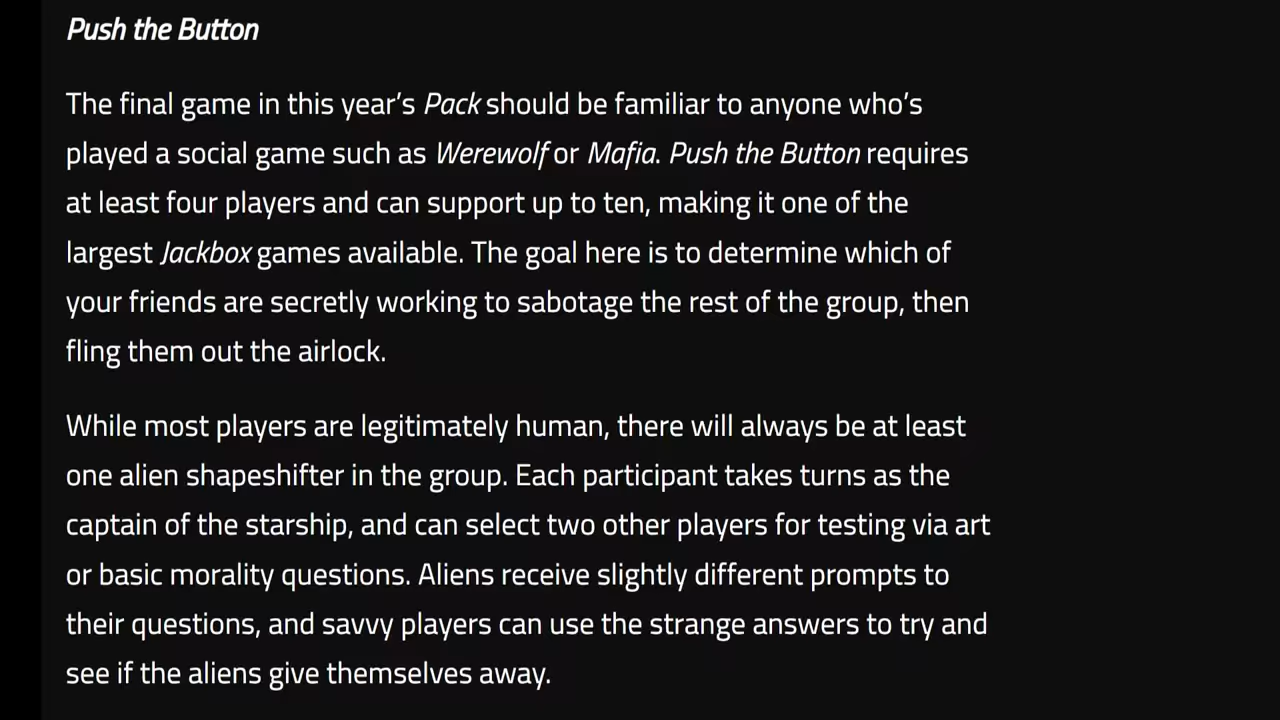 Push the Button
The final game in this year’s Pack should be familiar to anyone who’s
played a social game such as Werewolf or Mafia. Push the Button requires
at least four players and can support up to ten, making it one of the
largest Jackbox games available. The goal here is to determine which of
your friends are secretly working to sabotage the rest of the group, then
fling them out the airlock.
While most players are legitimately human, there will always be at least
one alien shapeshifter in the group. Each participant takes turns as the
captain of the starship, and can select two other players for testing via art
or basic morality questions. Aliens receive slightly different prompts to
their questions, and savvy players can use the strange answers to try and
see if the aliens give themselves away.